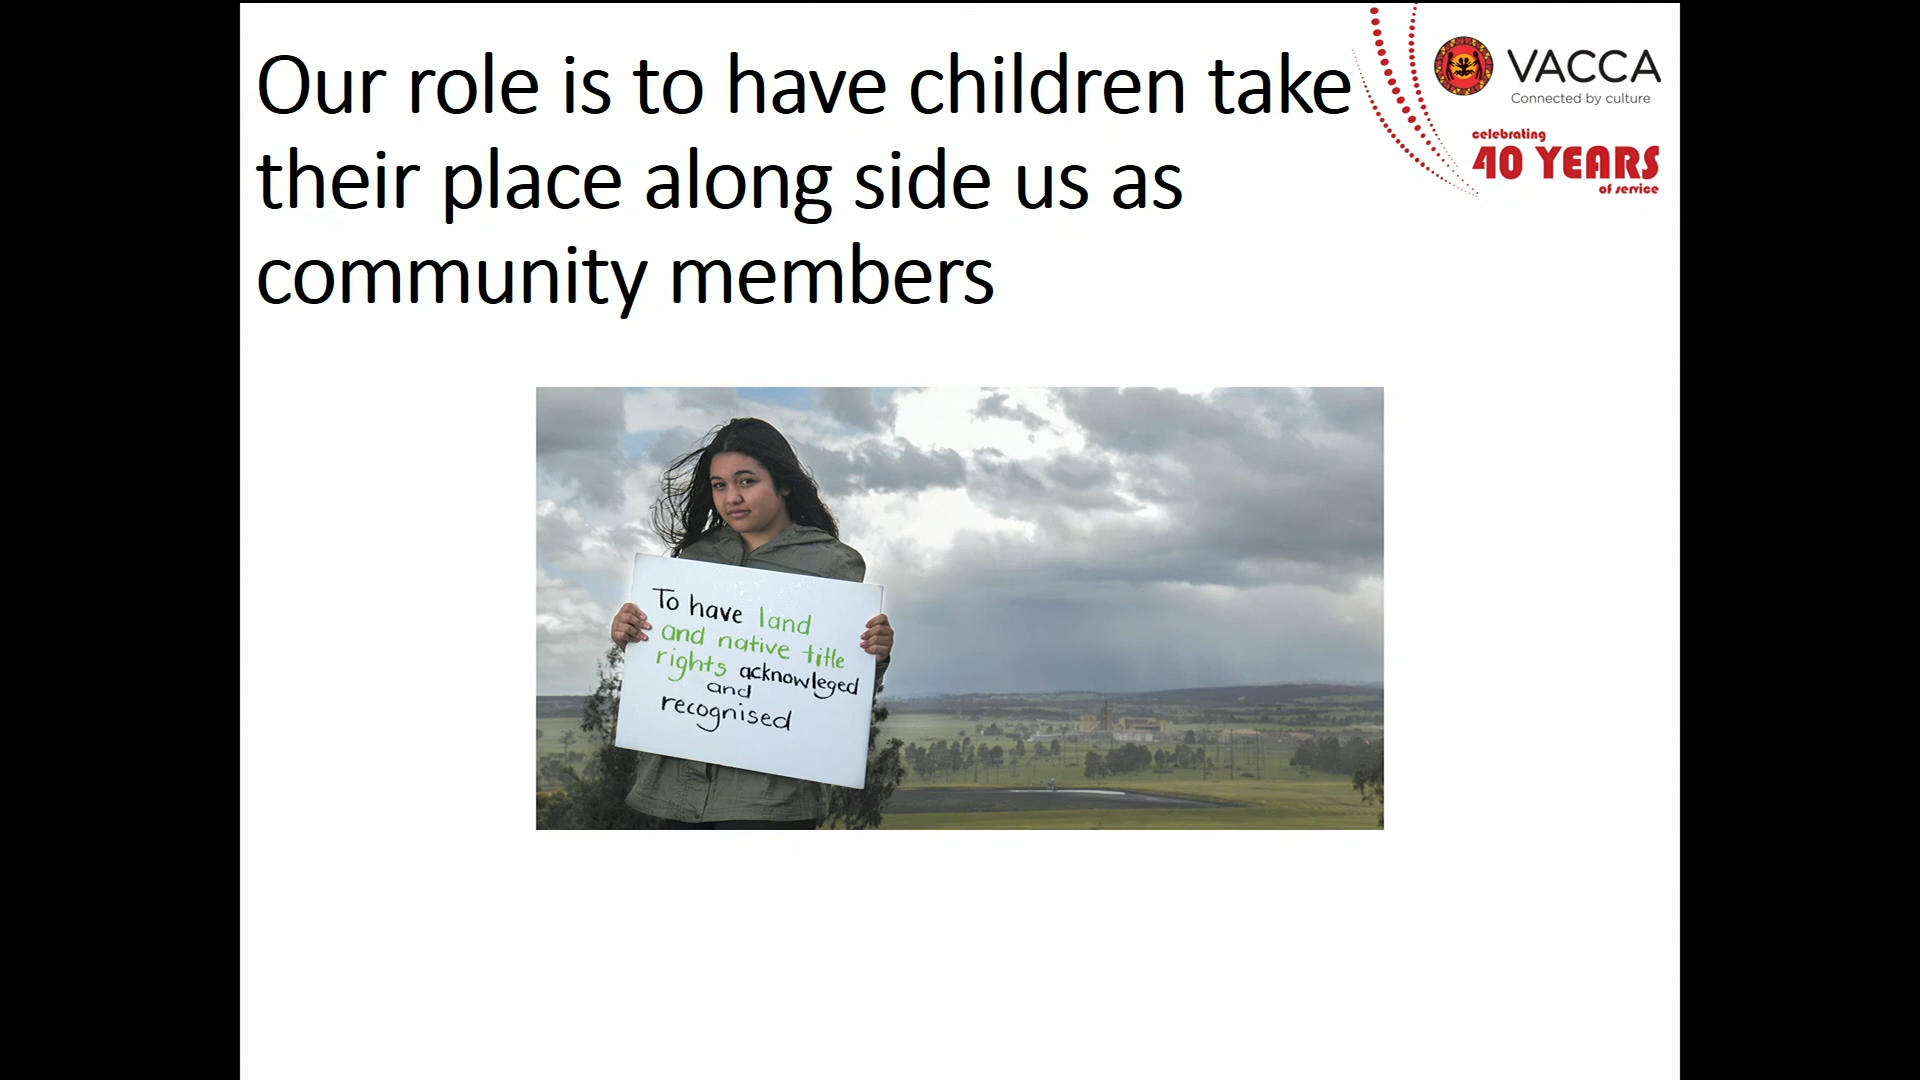 Our role is to have children take
their place along side us as
community members
VACCA
Connected by culture
celebrating
40 YEARS
of service
To have land
and native title
rights acknowleged
and
recognised